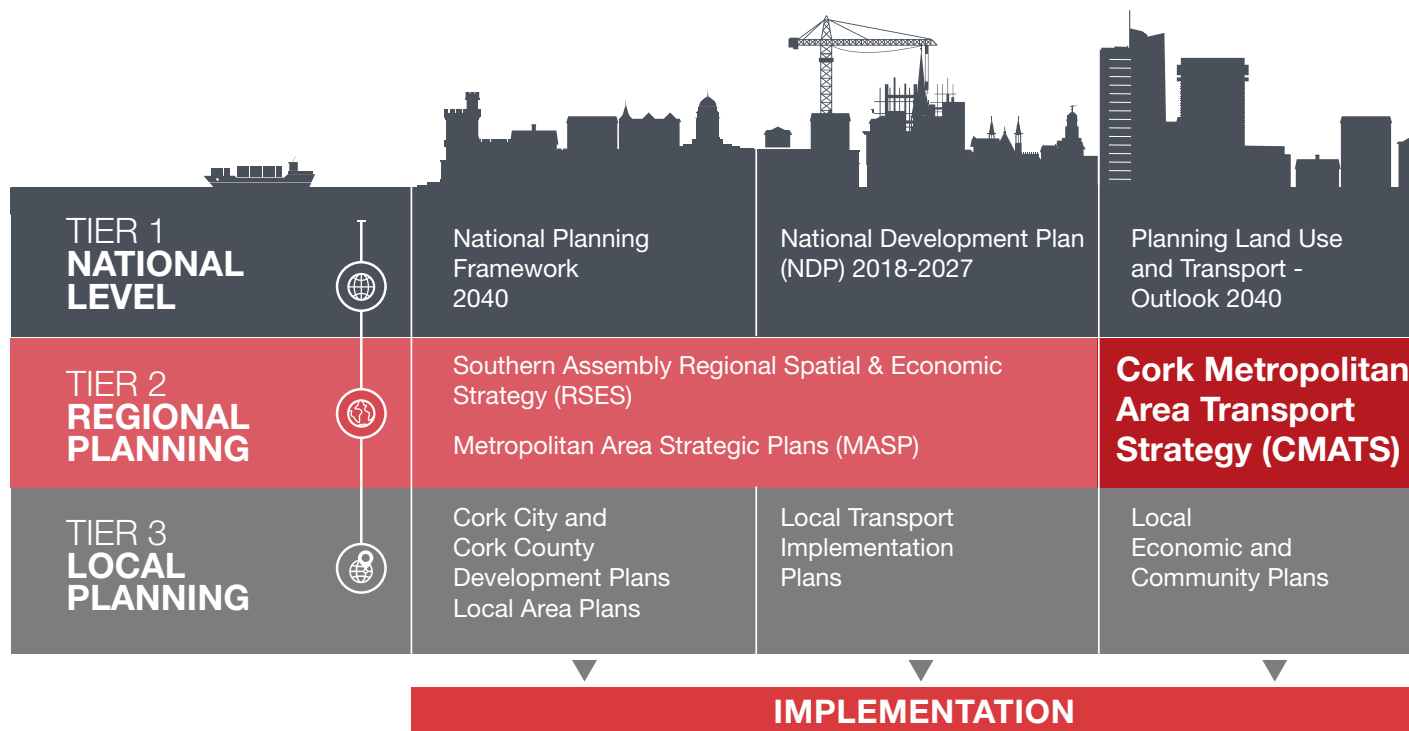 TIER 1
NATIONAL
LEVEL
National Planning
Framework
2040
National Development Plan
(NDP) 2018-2027
Planning Land Use
and Transport -
Outlook 2040
TIER 2
REGIONAL
PLANNING
Southern Assembly Regional Spatial & Economic
Strategy (RSES)
Metropolitan Area Strategic Plans (MASP)
Cork Metropolitan
Area Transport
Strategy (CMATS)
TIER 3
LOCAL
PLANNING
Cork City and
Cork County
Development Plans
Local Area Plans
Local Transport
Implementation
Plans
Local
Economic and
Community Plans
IMPLEMENTATION